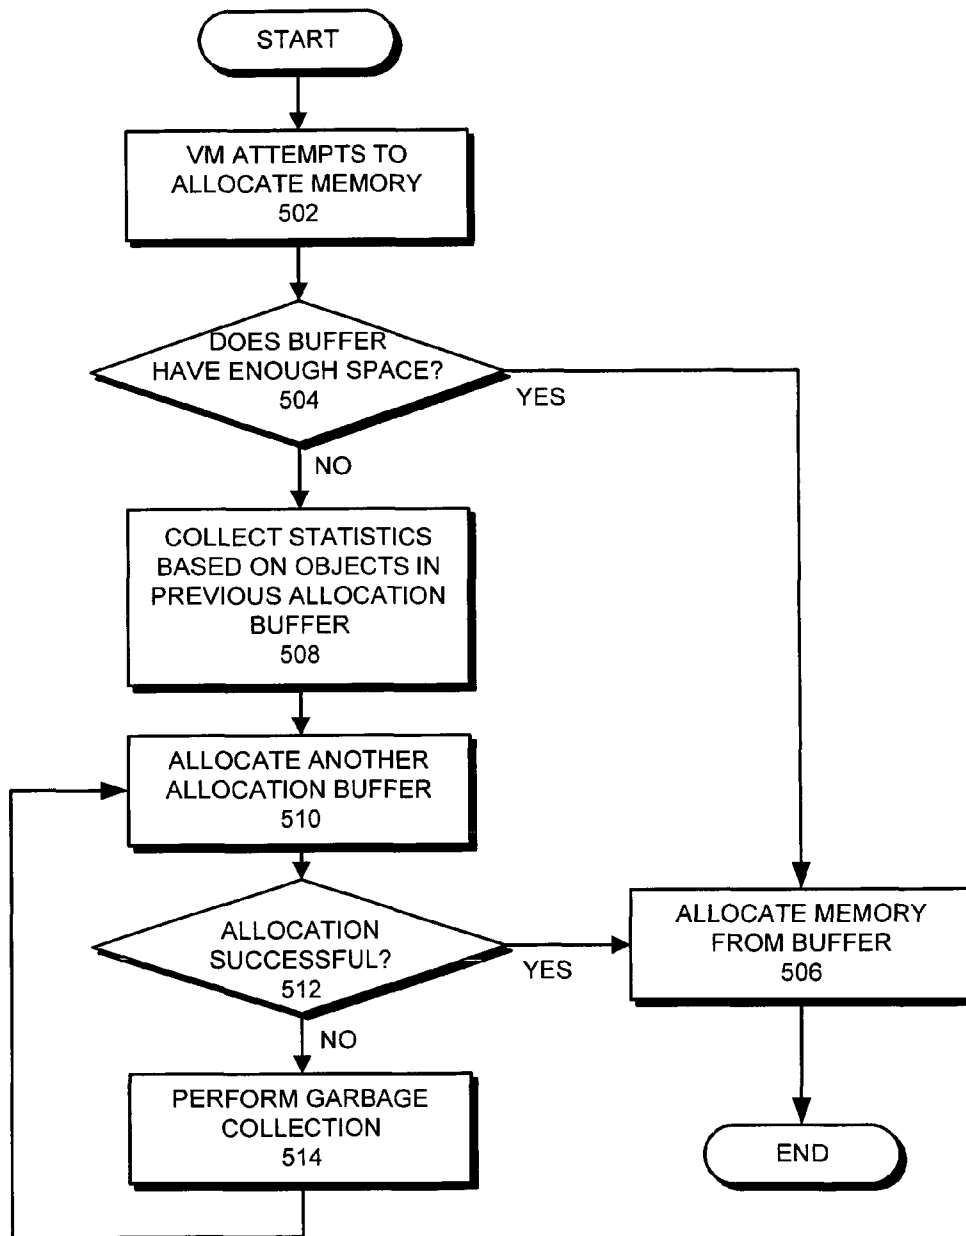 START
VM ATTEMPTS TO
ALLOCATE MEMORY
502
DOES BUFFER
HAVE ENOUGH SPACE?
504
YES
NO
COLLECT STATISTICS
BASED ON OBJECTS IN
PREVIOUS ALLOCATION
BUFFER
508
ALLOCATE ANOTHER
ALLOCATION BUFFER
510
ALLOCATION
SUCCESSFUL?
512
YES
NO
ALLOCATE MEMORY
FROM BUFFER
506
PERFORM GARBAGE
COLLECTION
514
END